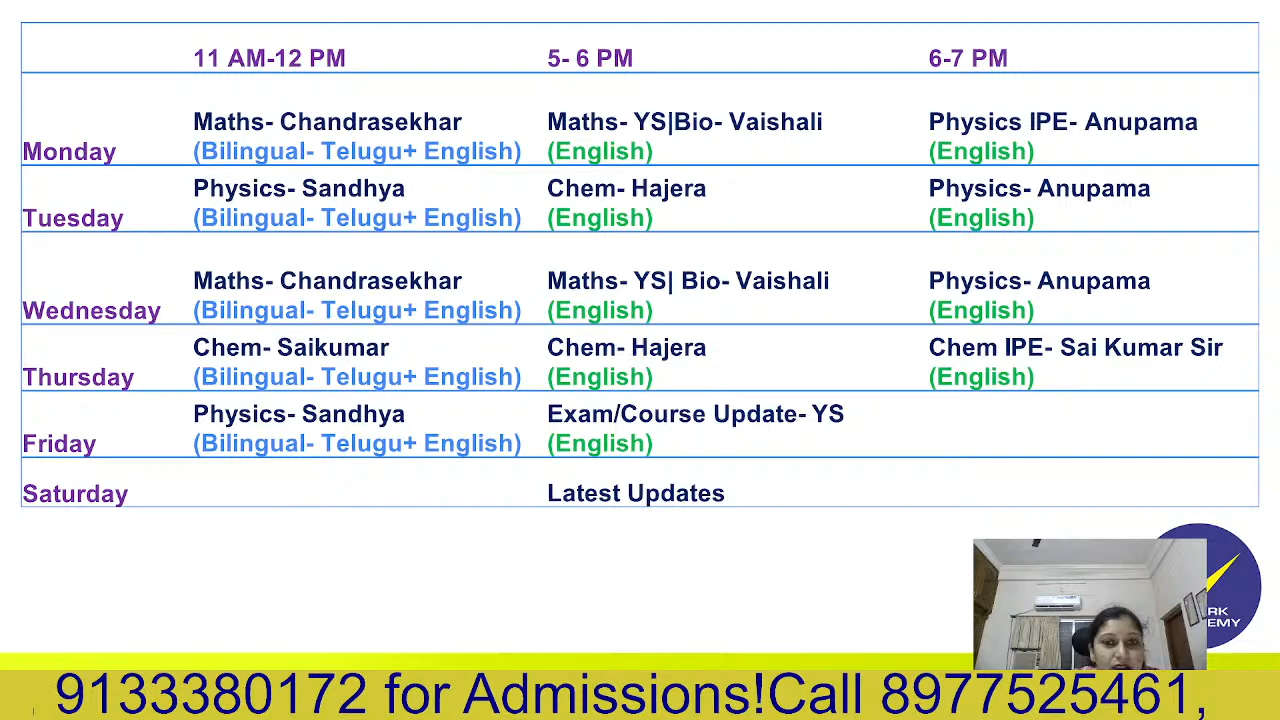 11 AM-12 PM 5- 6 PM 6-7 PM
Maths- Chandrasekhar Maths- YS|Bio- Vaishali Physics IPE- Anupama
Monday (Bilingual- Telugu+ English) (English) (English)
Physics- Sandhya Chem- Hajera Physics- Anupama
Tuesday (Bilingual- Telugu+ English) (English) (English)
Maths- Chandrasekhar Maths- YS| Bio- Vaishali Physics- Anupama
Wednesday (Bilingual- Telugu+ English) (English) (English)
Chem- Saikumar Chem- Hajera Chem IPE- Sai Kumar Sir
Thursday (Bilingual- Telugu+ English) (English) (English)
Physics- Sandhya Exam/Course Update- YS
Friday (Bilingual- Telugu+ English) (English)
Saturday Latest Updates
9133380172 for Admissions!Call 8977525461,